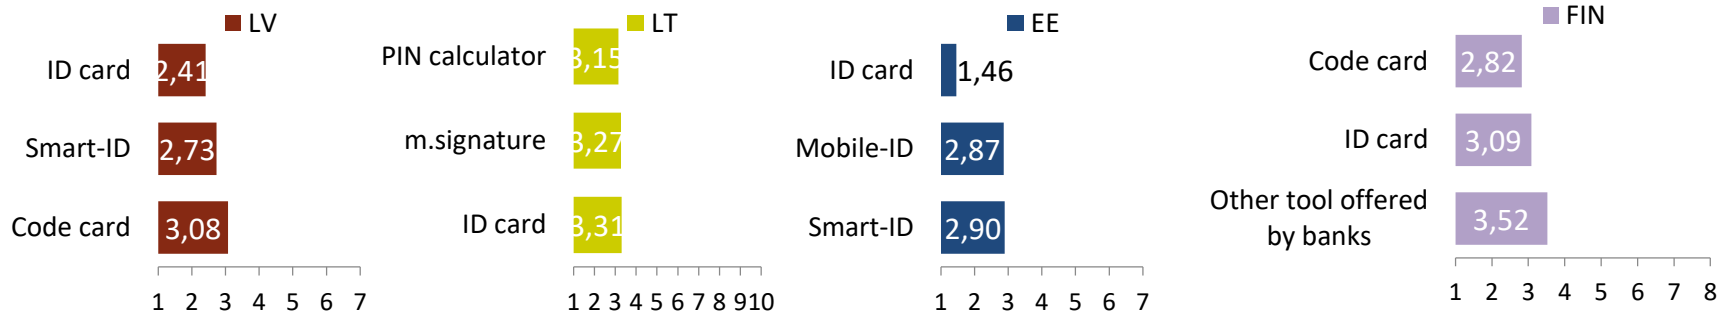 LV
ID card 2,41
Smart-ID 2,73
Code card 3,08
1 2 3 4 5 6 7
LT
PIN calculator 3,15
m.signature 3,27
ID card 3,31
1 2 3 4 5 6 7 8 9 10
EE
ID card 1,46
Mobile-ID 2,87
Smart-ID 2,90
1 2 3 4 5 6 7
FIN
Code card 2,82
ID card 3,09
Other tool offered
by banks 3,52
1 2 3 4 5 6 7 8